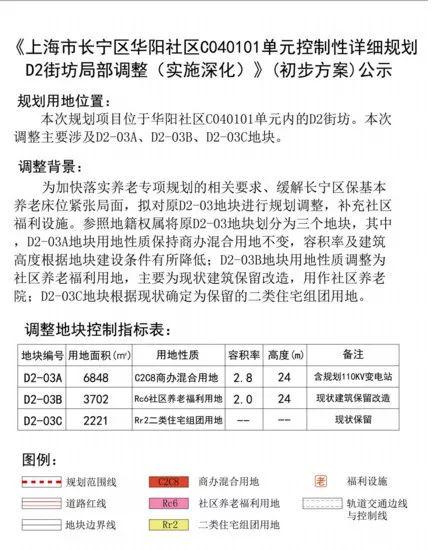 《上海市长宁区华阳社区C040101单元控制性详细规划
D2街坊局部调整（实施深化）》(初步方案)公示
规划用地位置：
本次规划项目位于华阳社区C040101单元内的D2街坊。本次
调整主要涉及D2-03A、D2-03B、D2-03C地块。
调整背景：
为加快落实养老专项规划的相关要求、缓解长宁区保基本
养老床位紧张局面，拟对原D2-03地块进行规划调整，补充社区
福利设施。参照地籍权属将原D2-03地块划分为三个地块，其中
，D2-03A地块用地性质保持商办混合用地不变，容积率及建筑
高度根据地块建设条件有所降低；D2-03B地块用地性质调整为
社区养老福利用地，主要为现状建筑保留改造，用作社区养老
院；D2-03C地块根据现状确定为保留的二类住宅组团用地。
调整地块控制指标表：
地块编号 用地面积(㎡) 用地性质 容积率 高度(m) 备注
D2-03A 6848 C2C8商办混合用地 2.8 24 含规划110KV变电站
D2-03B 3702 Rc6社区养老福利用地 2.0 24 现状建筑保留改造
D2-03C 2221 Rr2二类住宅组团用地 -- -- 现状保留
图例：
规划范围线 C2C8 商办混合用地 老 福利设施
道路红线 Rc6 社区养老福利用地 轨道交通边线
与控制线
地块边界线 Rr2 二类住宅组团用地